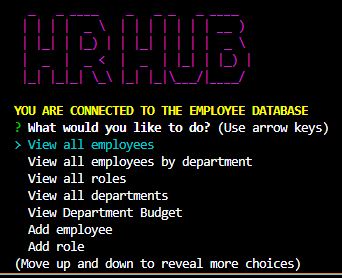 HR HUB
YOU ARE CONNECTED TO THE EMPLOYEE DATABASE
? What would you like to do? (Use arrow keys)
> View all employees
View all employees by department
View all roles
View all departments
View Department Budget
Add employee
Add role
(Move up and down to reveal more choices)